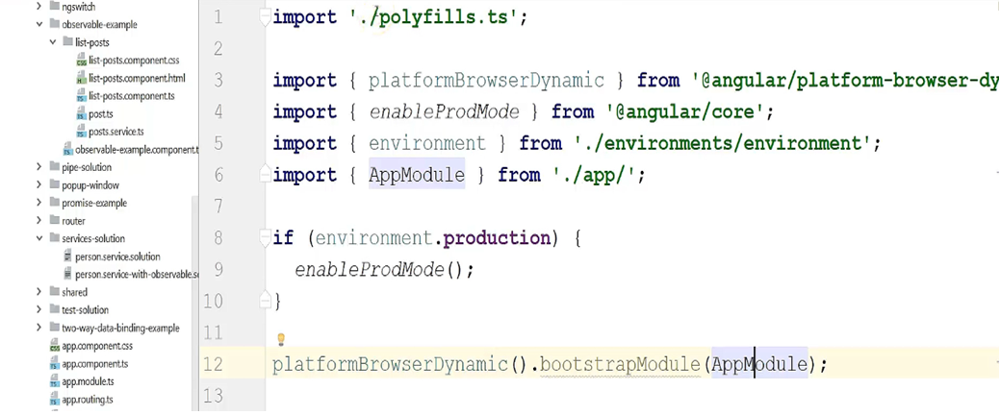 ngswitch
observable-example
list-posts
list-posts.component.css
list-posts.component.html
list-posts.component.ts
post.ts
posts.service.ts
observable-example.component.t
pipe-solution
popup-window
promise-example
router
services-solution
person.service.solution
person.service-with-observable.s
shared
test-solution
two-way-data-binding-example
app.component.css
app.component.ts
app.module.ts
app.routing.ts
1 import './polyfills.ts';
2
3 import { platformBrowserDynamic } from '@angular/platform-browser-dy
4 import { enableProdMode } from '@angular/core';
5 import { environment } from './environments/environment';
6 import { AppModule } from './app/';
7
8 if (environment.production) {
9 enableProdMode();
10 }
11
12 platformBrowserDynamic().bootstrapModule(AppModule);
13